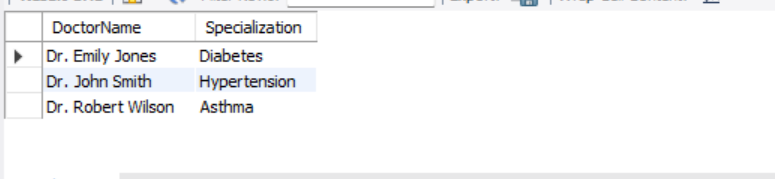 DoctorName Specialization
Dr. Emily Jones Diabetes
Dr. John Smith Hypertension
Dr. Robert Wilson Asthma